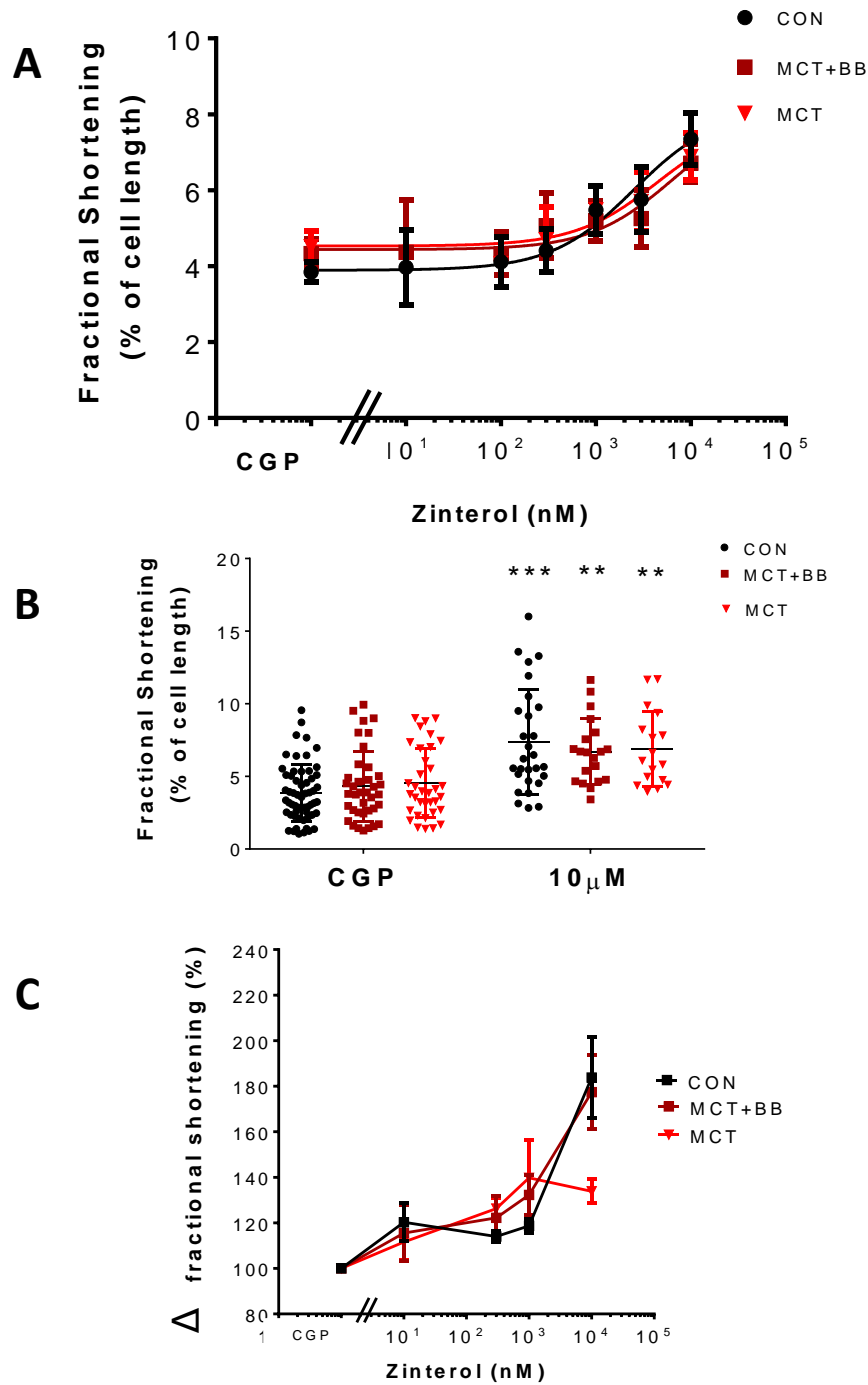 A
Fractional Shortening
(% of cell length)
10
8
6
4
2
0
CON
MCT+BB
MCT
CGP
10¹ 10² 10³ 10⁴ 10⁵
Zinterol (nM)
B
Fractional Shortening
(% of cell length)
20
15
10
5
0
*** ** **
CON
MCT+BB
MCT
CGP 10μM
C
Δ fractional shortening (%)
240
220
200
180
160
140
120
100
80
CON
MCT+BB
MCT
1 CGP 10¹ 10² 10³ 10⁴ 10⁵
Zinterol (nM)